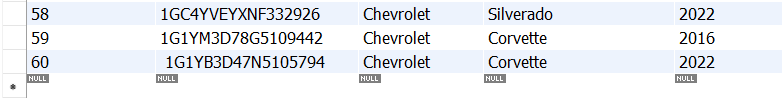 58 1GC4YVEYXNF332926 Chevrolet Silverado 2022
59 1G1YM3D78G5109442 Chevrolet Corvette 2016
60 1G1YB3D47N5105794 Chevrolet Corvette 2022
NULL NULL NULL NULL NULL